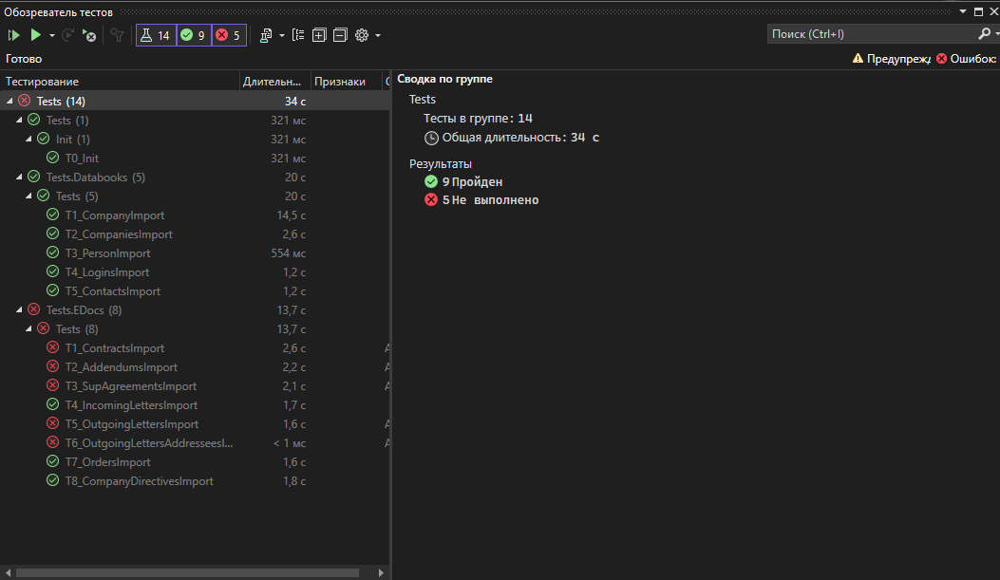 Обозреватель тестов
14 9 5
Поиск (Ctrl+I)
Готово
Предупреж Ошибок:
Тестирование Длительн... Признаки
Tests (14) 34 с
Tests (1) 321 мс
Init (1) 321 мс
T0_Init 321 мс
Tests.Databooks (5) 20 с
Tests (5) 20 с
T1_CompanyImport 14,5 с
T2_CompaniesImport 2,6 с
T3_PersonImport 554 мс
T4_LoginsImport 1,2 с
T5_ContactsImport 1,2 с
Tests.EDocs (8) 13,7 с
Tests (8) 13,7 с
T1_ContractsImport 2,6 с
T2_AddendumsImport 2,2 с
T3_SupAgreementsImport 2,1 с
T4_IncomingLettersImport 1,7 с
T5_OutgoingLettersImport 1,6 с
T6_OutgoingLettersAddresseesI... < 1 мс
T7_OrdersImport 1,6 с
T8_CompanyDirectivesImport 1,8 с
Сводка по группе
Tests
Тесты в группе: 14
Общая длительность: 34 с
Результаты
9 Пройден
5 Не выполнено